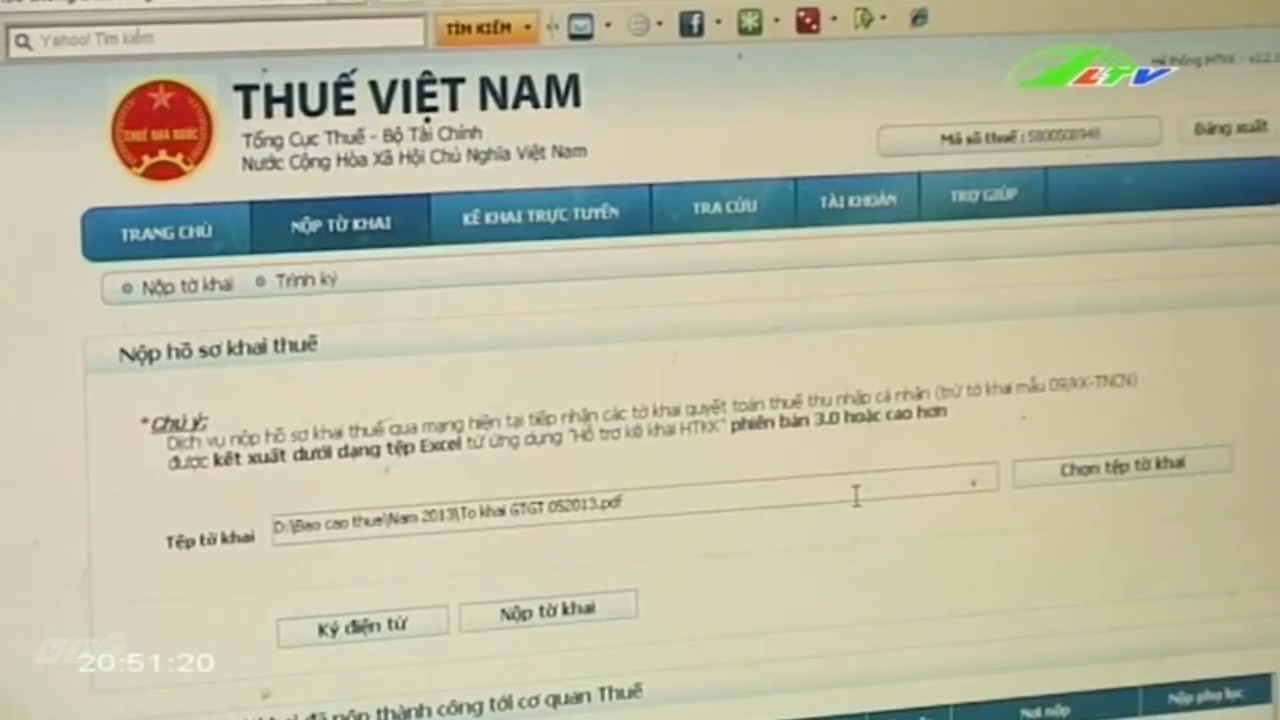 Yahoo! Tìm kiếm
TÌM KIẾM
LTV
THUẾ NHÀ NƯỚC
THUẾ VIỆT NAM
Tổng Cục Thuế - Bộ Tài Chính
Nước Cộng Hòa Xã Hội Chủ Nghĩa Việt Nam
Mã số thuế : 5800508948
Đăng xuất
TRANG CHỦ
NỘP TỜ KHAI
KÊ KHAI TRỰC TUYẾN
TRA CỨU
TÀI KHOẢN
TRỢ GIÚP
Nộp tờ khai
Trình ký
Nộp hồ sơ khai thuế
* Chú ý:
Dịch vụ nộp hồ sơ khai thuế qua mạng hiện tại tiếp nhận các tờ khai quyết toán thuế thu nhập cá nhân (trừ tờ khai mẫu 09/KK-TNCN)
được kết xuất dưới dạng tệp Excel từ ứng dụng "Hỗ trợ kê khai HTKK" phiên bản 3.0 hoặc cao hơn
Tệp tờ khai
D:\Bao cao thue\Nam 2013\To khai GTGT 052013.pdf
Chọn tệp tờ khai
Ký điện tử
Nộp tờ khai
20:51:20
khai đã nộp thành công tới cơ quan Thuế
Nơi nộp
Nộp phụ lục